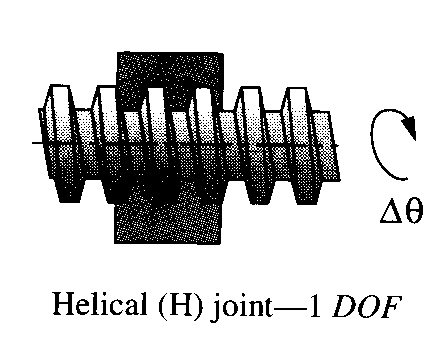 Δθ
Helical (H) joint—1 DOF